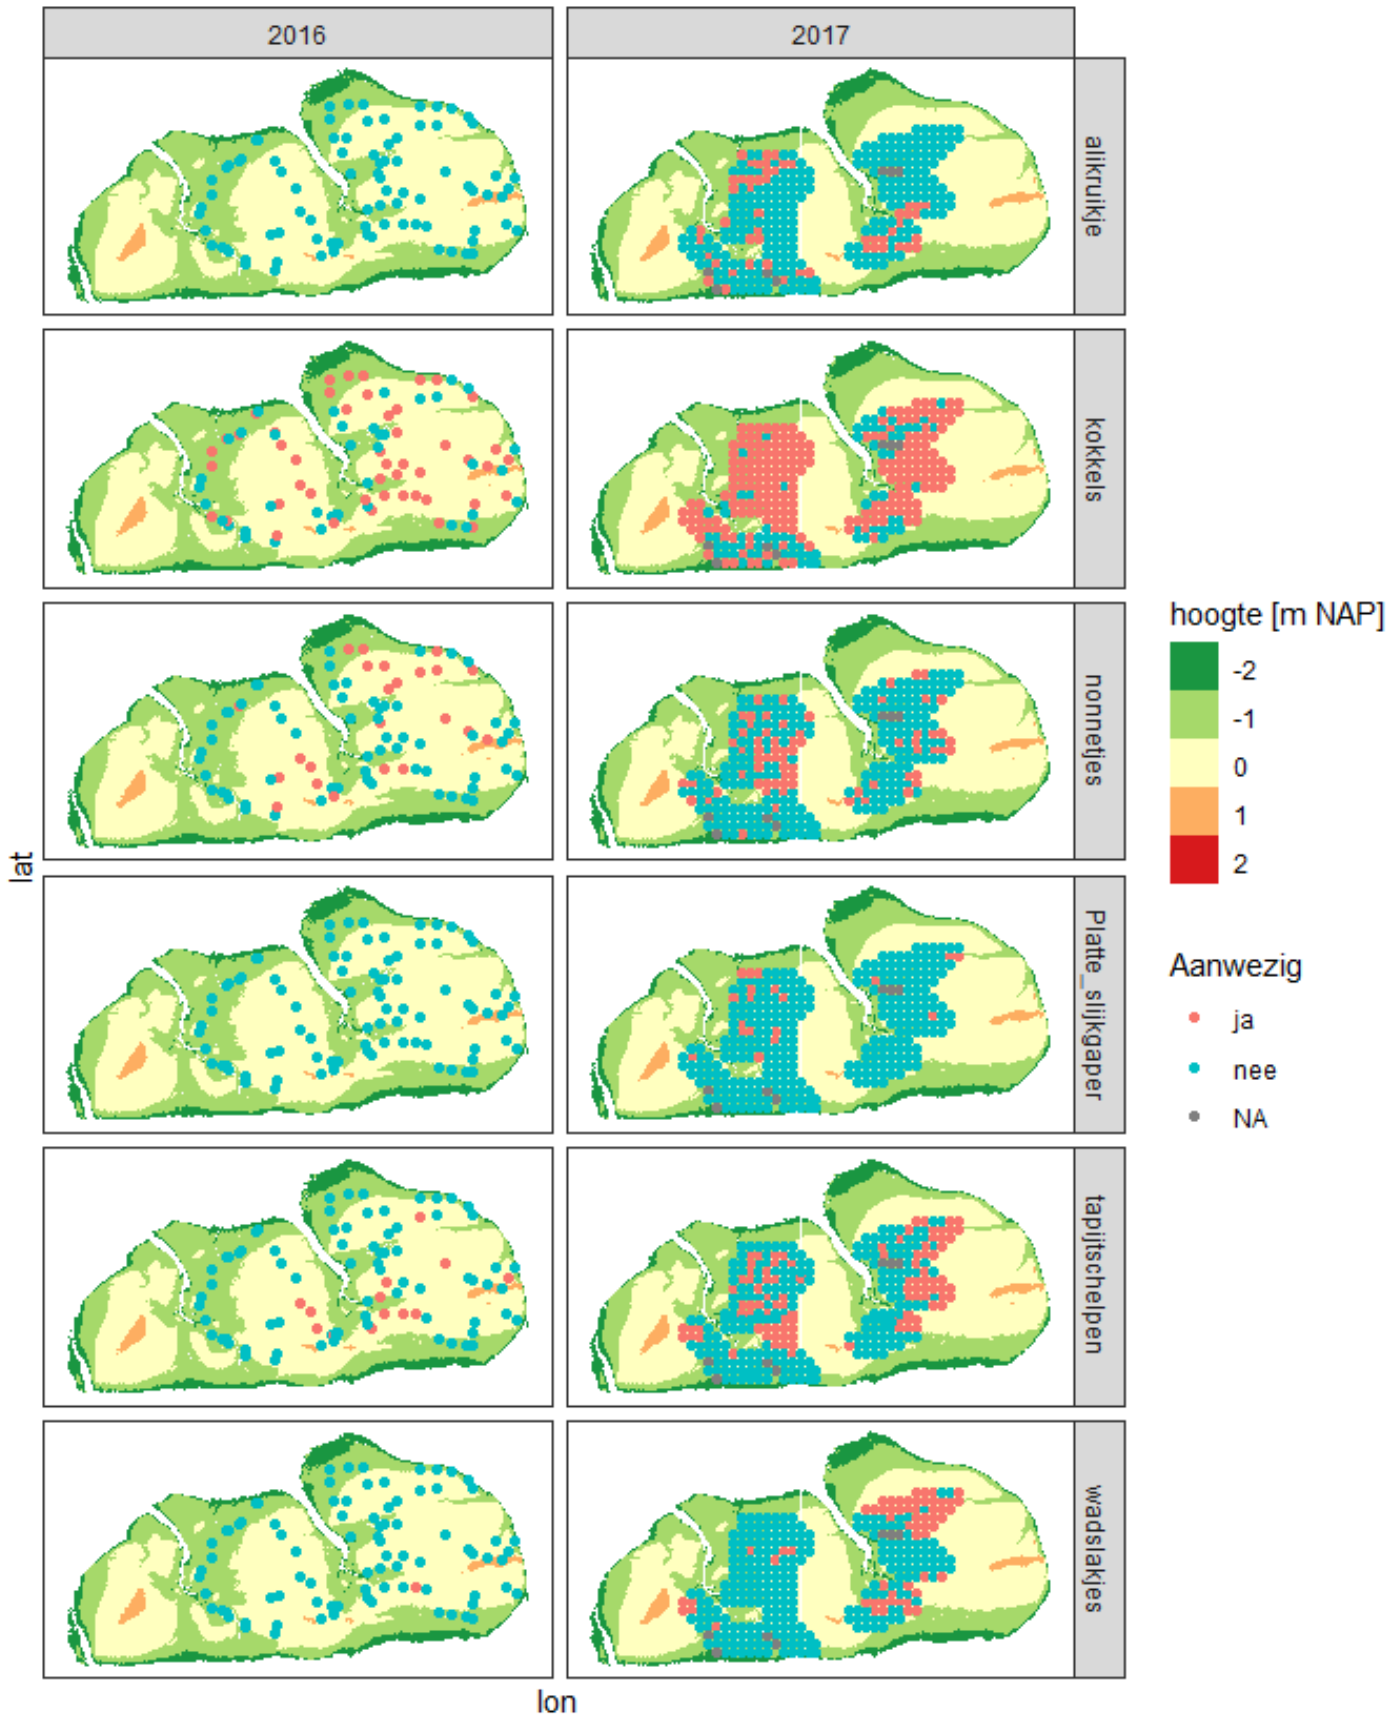 2016
2017
alikruikje
kokkels
nonnetjes
Platte_slijkgaper
tapijtschelpen
wadslakjes
lat
lon
hoogte [m NAP]
-2
-1
0
1
2
Aanwezig
ja
nee
NA